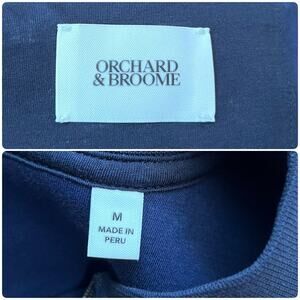 ORCHARD
& BROOME
M
MADE IN
PERU